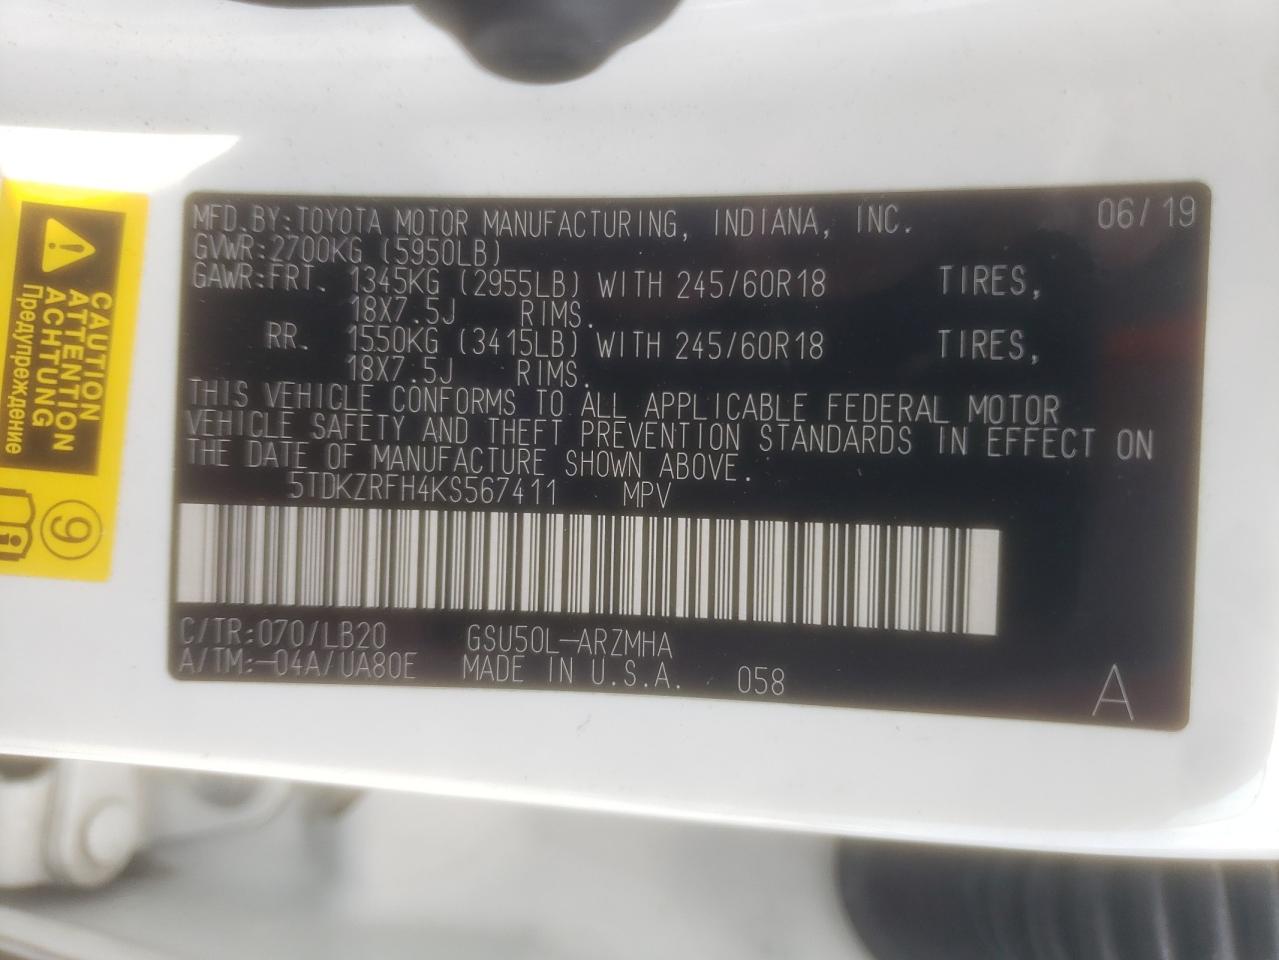 MFD.BY:TOYOTA MOTOR MANUFACTURING, INDIANA, INC. 06/19
GVWR:2700KG (5950LB)
GAWR:FRT. 1345KG (2955LB) WITH 245/60R18 TIRES,
18X7.5J RIMS.
RR. 1550KG (3415LB) WITH 245/60R18 TIRES,
18X7.5J RIMS.
THIS VEHICLE CONFORMS TO ALL APPLICABLE FEDERAL MOTOR
VEHICLE SAFETY AND THEFT PREVENTION STANDARDS IN EFFECT ON
THE DATE OF MANUFACTURE SHOWN ABOVE.
5TDKZRFH4KS567411 MPV
C/TR:070/LB20 GSU50L-ARZMHA
A/TM:-04A/UA80E MADE IN U.S.A. 058 A
CAUTION
ATTENTION
ACHTUNG
Предупреждение
9